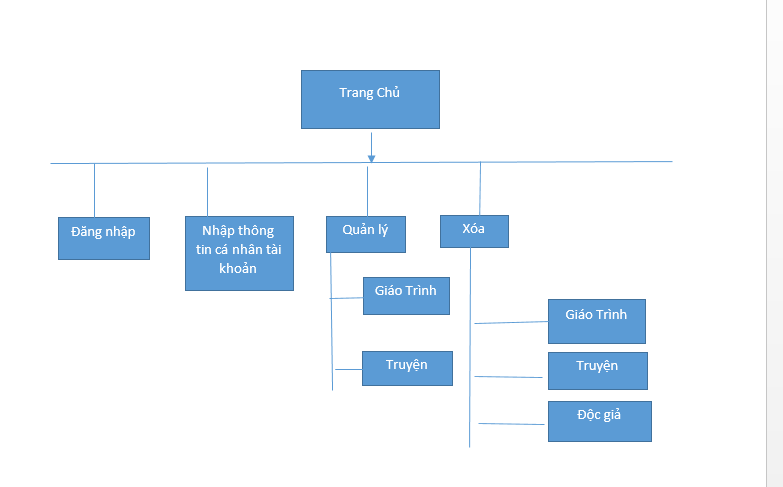 Trang Chủ
Đăng nhập
Nhập thông
tin cá nhân tài
khoản
Quản lý
Xóa
Giáo Trình
Truyện
Giáo Trình
Truyện
Độc giả